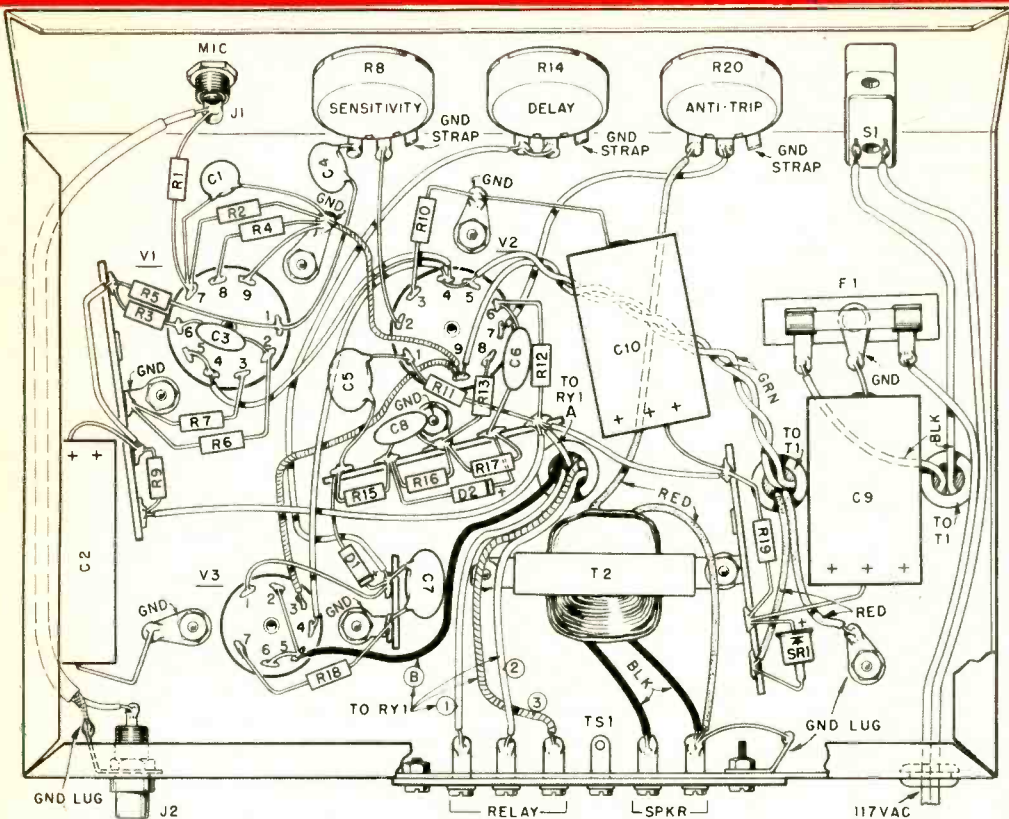 MIC
J1
R8
SENSITIVITY
GND
STRAP
R14
DELAY
GND
STRAP
R20
ANTI-TRIP
GND
STRAP
S1
R1
C1
R2
R4
GND
C4
R10
GND
V1
V2
R5
R3
7
8
9
1
6
C3
2
4
3
3
4
5
2
6
7
1
9
8
C6
R12
C10
F1
GND
GRN
GND
R7
R6
C5
R11
R13
GND
C8
TO
RY1
A
TO
T1
BLK
C9
TO
T1
R9
R15
R16
R17
D2
+
RED
C2
+ +
+ + +
+ + +
V3
D1
+
C7
T2
R19
RED
+
SR1
GND
GND
1
2
3
4
5
6
7
R18
B
TO RY1
1
2
3
BLK
TS1
GND LUG
GND LUG
J2
RELAY
SPKR
117VAC